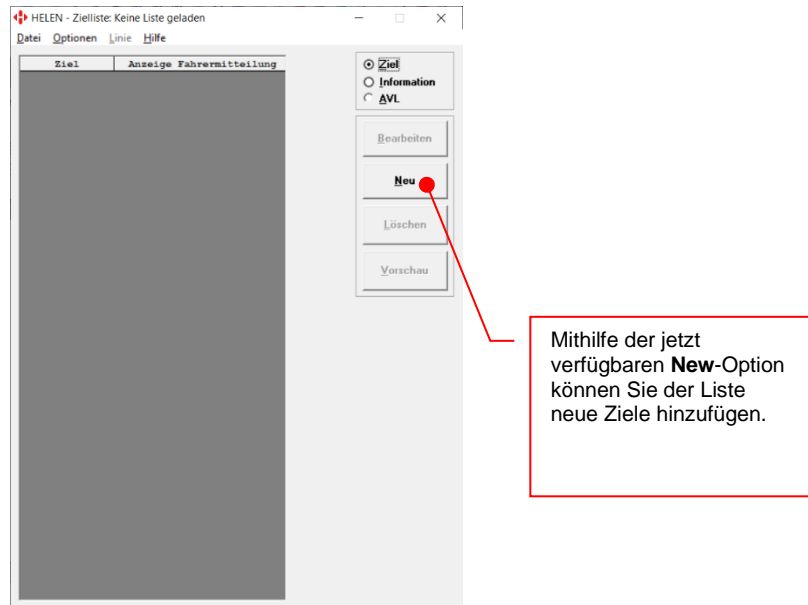 HELEN - Zielliste: Keine Liste geladen
Datei Optionen Linie Hilfe
Ziel Anzeige Fahrermitteilung
Ziel
Information
AVL
Bearbeiten
Neu
Löschen
Vorschau
Mithilfe der jetzt
verfügbaren New-Option
können Sie der Liste
neue Ziele hinzufügen.